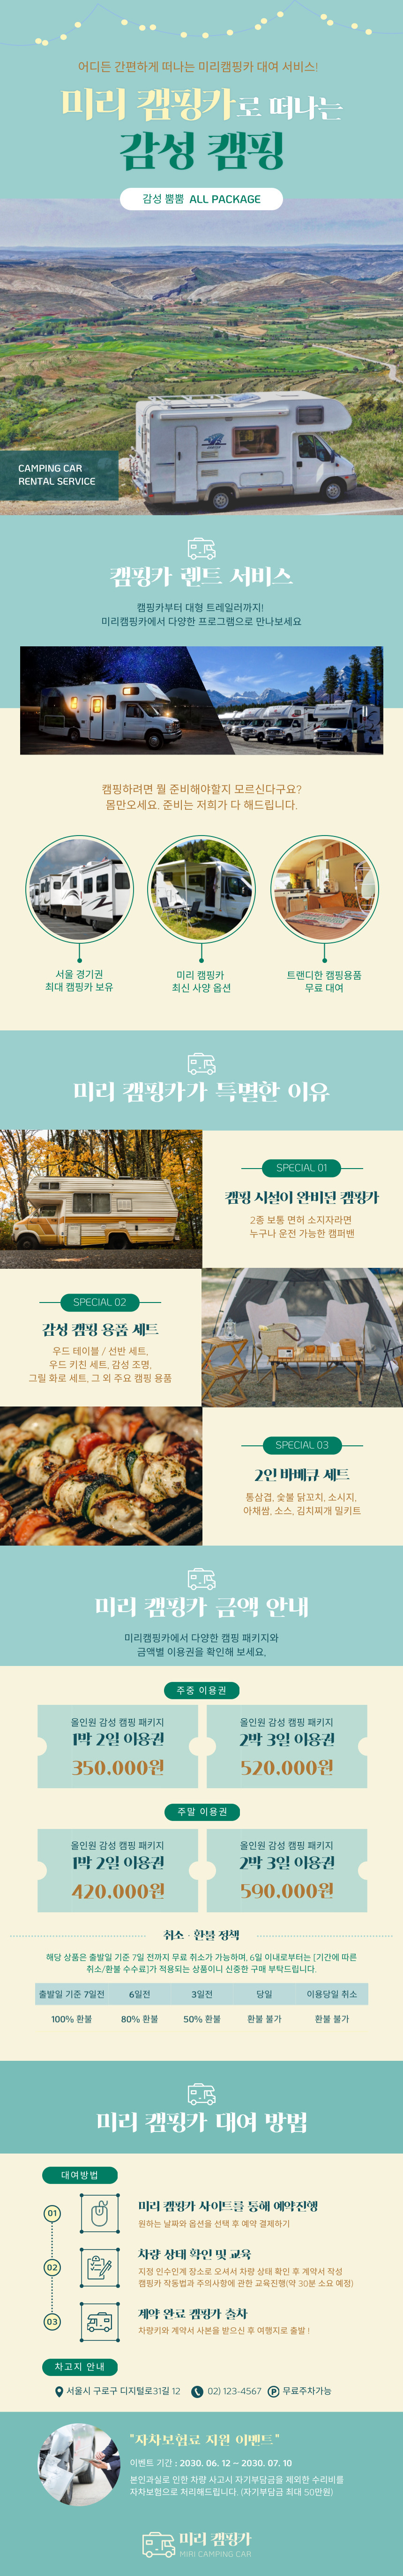 어디든 간편하게 떠나는 미리캠핑카 대여 서비스!
미리 캠핑카로 떠나는
감성 캠핑
감성 뿜뿜 ALL PACKAGE
CAMPING CAR
RENTAL SERVICE
캠핑카 렌트 서비스
캠핑카부터 대형 트레일러까지!
미리캠핑카에서 다양한 프로그램으로 만나보세요
캠핑하려면 뭘 준비해야할지 모르신다구요?
몸만오세요. 준비는 저희가 다 해드립니다.
서울 경기권
최대 캠핑카 보유
미리 캠핑카
최신 사양 옵션
트랜디한 캠핑용품
무료 대여
미리 캠핑카가 특별한 이유
SPECIAL 01
캠핑 시설이 완비된 캠핑카
2종 보통 면허 소지자라면
누구나 운전 가능한 캠퍼밴
SPECIAL 02
감성 캠핑 용품 세트
우드 테이블 / 선반 세트,
우드 키친 세트, 감성 조명,
그릴 화로 세트, 그 외 주요 캠핑 용품
SPECIAL 03
2인 바베큐 세트
통삼겹, 숯불 닭꼬치, 소시지,
야채쌈, 소스, 김치찌개 밀키트
미리 캠핑카 금액 안내
미리캠핑카에서 다양한 캠핑 패키지와
금액별 이용권을 확인해 보세요.
주중 이용권
올인원 감성 캠핑 패키지
1박 2일 이용권
350,000원
올인원 감성 캠핑 패키지
2박 3일 이용권
520,000원
주말 이용권
올인원 감성 캠핑 패키지
1박 2일 이용권
420,000원
올인원 감성 캠핑 패키지
2박 3일 이용권
590,000원
취소 · 환불 정책
해당 상품은 출발일 기준 7일 전까지 무료 취소가 가능하며, 6일 이내로부터는 [기간에 따른
취소/환불 수수료]가 적용되는 상품이니 신중한 구매 부탁드립니다.
출발일 기준 7일전 6일전 3일전 당일 이용당일 취소
100% 환불 80% 환불 50% 환불 환불 불가 환불 불가
미리 캠핑카 대여 방법
대여방법
01
미리 캠핑카 사이트를 통해 예약진행
원하는 날짜와 옵션을 선택 후 예약 결제하기
02
차량 상태 확인 및 교육
지정 인수인계 장소로 오셔서 차량 상태 확인 후 계약서 작성
캠핑카 작동법과 주의사항에 관한 교육진행(약 30분 소요 예정)
03
계약 완료 캠핑카 출차
차량키와 계약서 사본을 받으신 후 여행지로 출발 !
차고지 안내
서울시 구로구 디지털로31길 12 02) 123-4567 P 무료주차가능
"자차보험료 지원 이벤트"
이벤트 기간 : 2030. 06. 12 – 2030. 07. 10
본인과실로 인한 차량 사고시 자기부담금을 제외한 수리비를
자차보험으로 처리해드립니다. (자기부담금 최대 50만원)
미리 캠핑카
MIRI CAMPING CAR